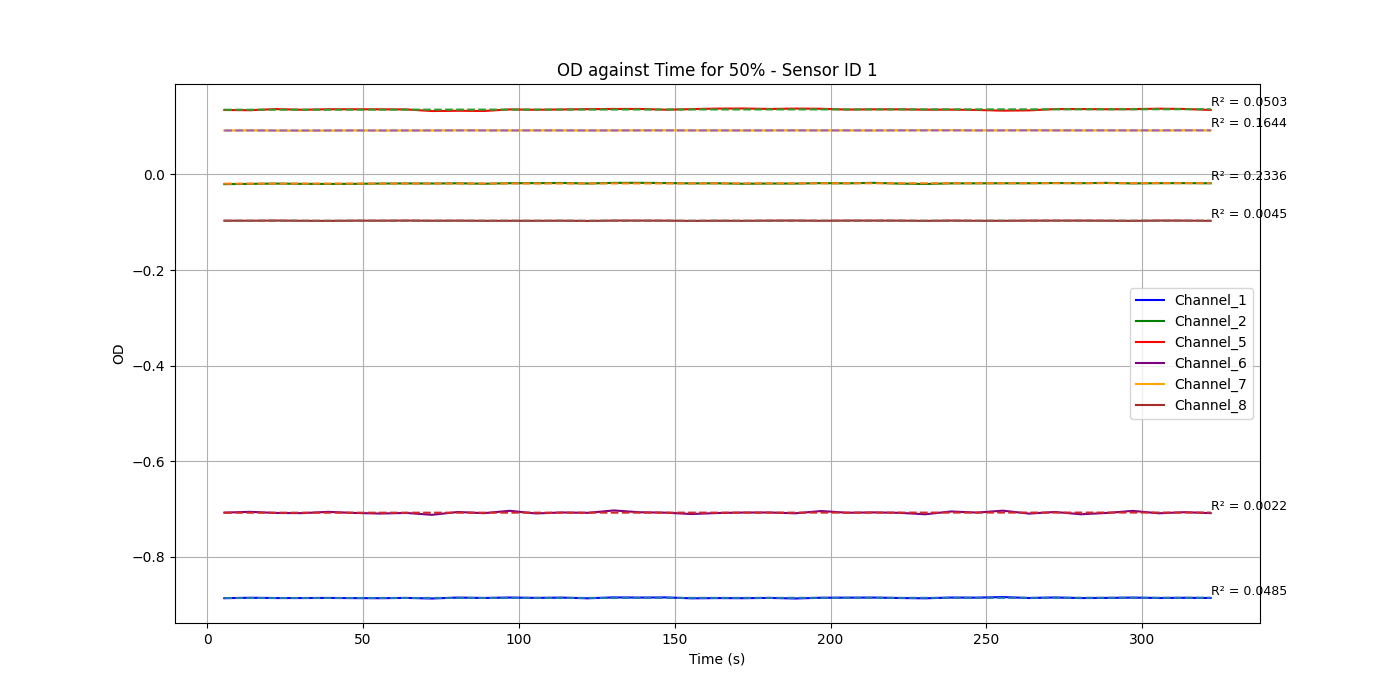 OD against Time for 50% - Sensor ID 1
R² = 0.0503
R² = 0.1644
0.0
R² = 0.2336
R² = 0.0045
−0.2
Channel_1
Channel_2
Channel_5
OD
Channel_6
−0.4
Channel_7
Channel_8
−0.6
R² = 0.0022
−0.8
R² = 0.0485
0 50 100 150 200 250 300
Time (s)